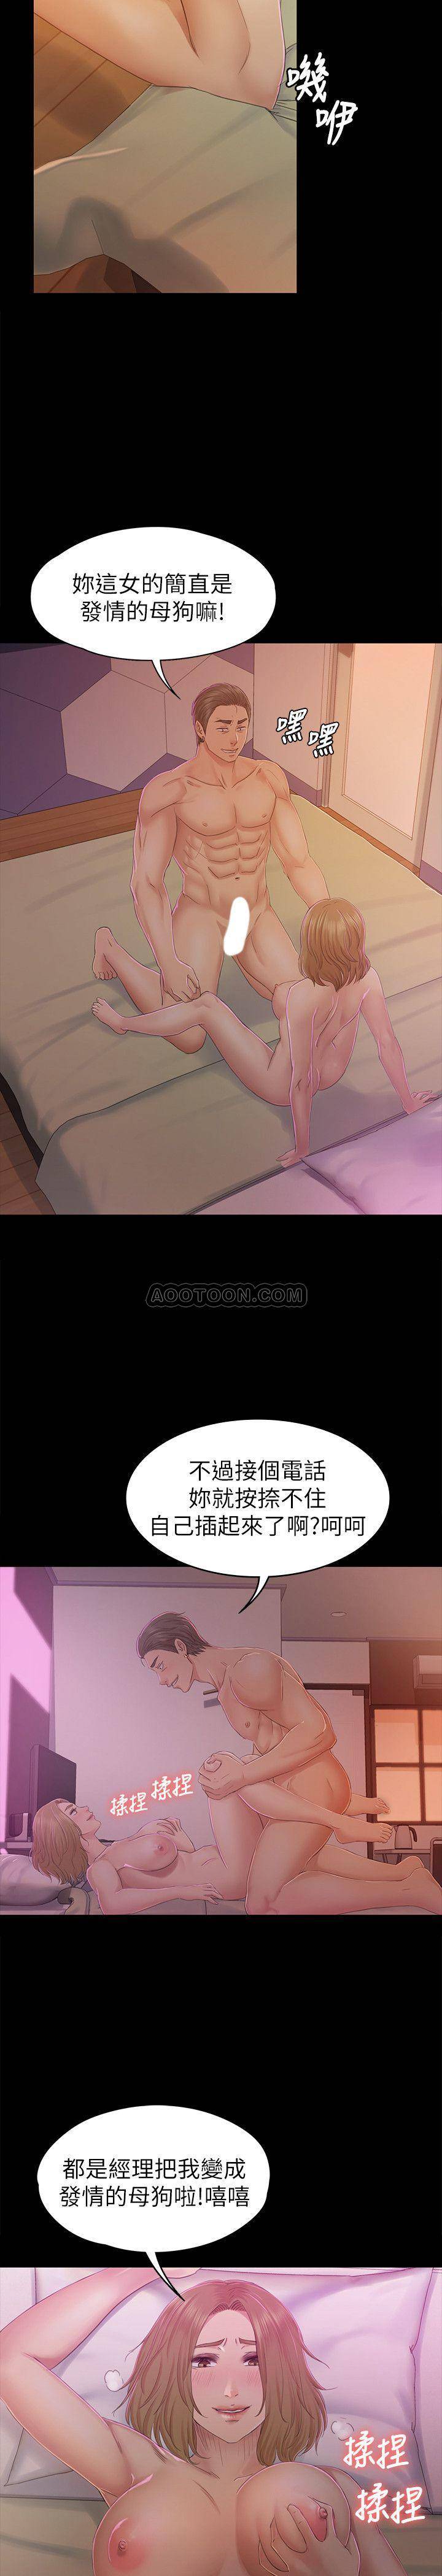 嘰
咿
妳這女的簡直是
發情的母狗嘛!
嘿
嘿
AOOTOON.COM
不過接個電話
妳就按捺不住
自己插起來了啊?呵呵
揉捏 揉捏
都是經理把我變成
發情的母狗啦!嘻嘻
揉捏
揉捏